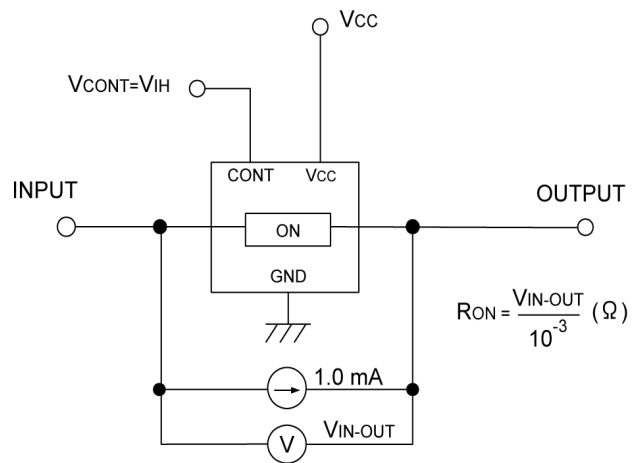 VCC
VCONT=VIH
CONT
VCC
INPUT
OUTPUT
ON
GND
RON = VIN-OUT / 10⁻³ (Ω)
1.0 mA
VIN-OUT
V